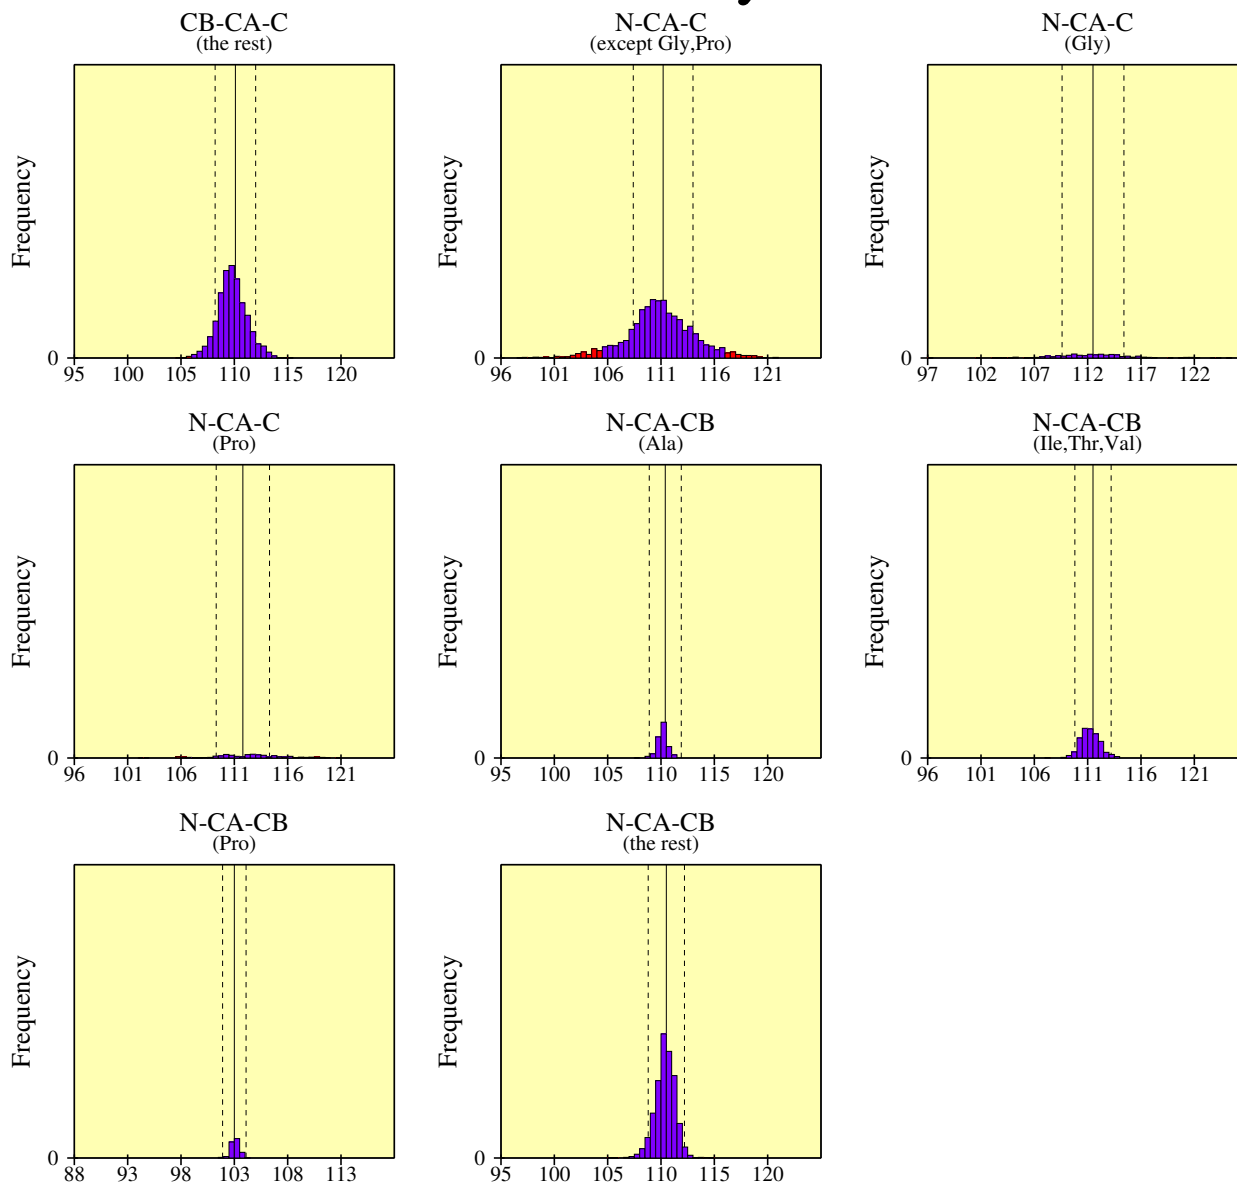 CB-CA-C
(the rest)
Frequency
0
95 100 105 110 115 120
N-CA-C
(except Gly,Pro)
Frequency
0
96 101 106 111 116 121
N-CA-C
(Gly)
Frequency
0
97 102 107 112 117 122
N-CA-C
(Pro)
Frequency
0
96 101 106 111 116 121
N-CA-CB
(Ala)
Frequency
0
95 100 105 110 115 120
N-CA-CB
(Ile,Thr,Val)
Frequency
0
96 101 106 111 116 121
N-CA-CB
(Pro)
Frequency
0
88 93 98 103 108 113
N-CA-CB
(the rest)
Frequency
0
95 100 105 110 115 120